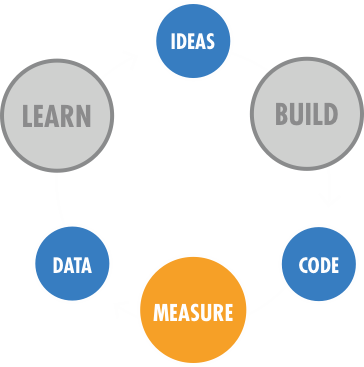 IDEAS
LEARN
BUILD
DATA
CODE
MEASURE